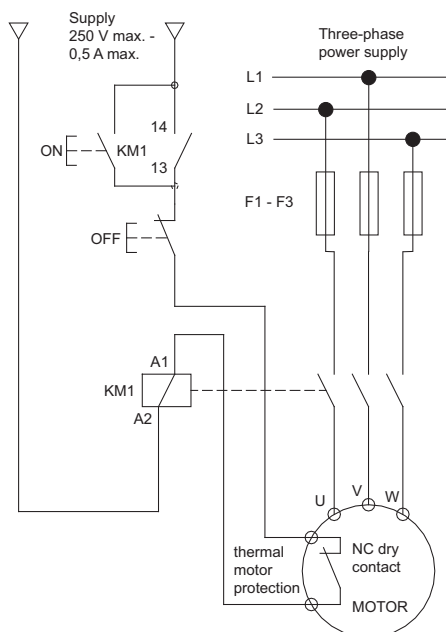 Supply
250 V max. -
0,5 A max.
Three-phase
power supply
L1
L2
L3
14
ON
KM1
13
F1 - F3
OFF
A1
KM1
A2
U
V
W
thermal
motor
protection
NC dry
contact
MOTOR